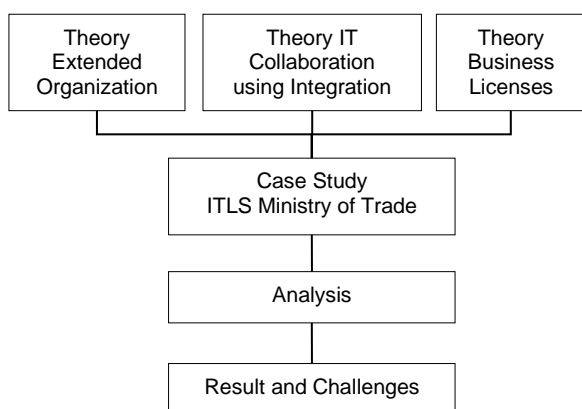 Theory
Extended
Organization
Theory IT
Collaboration
using Integration
Theory
Business
Licenses
Case Study
ITLS Ministry of Trade
Analysis
Result and Challenges